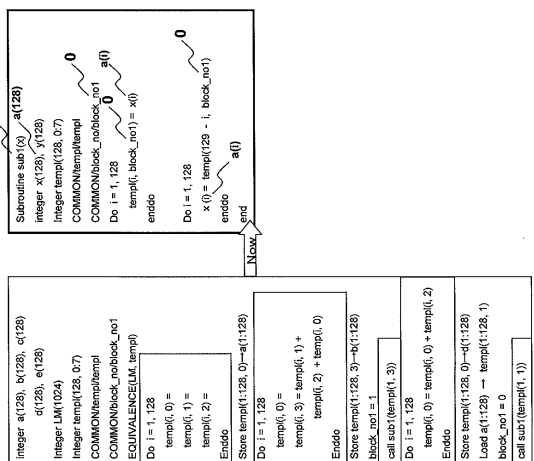 integer a(128), b(128), c(128)
d(128), e(128)
Integer LM(1024)
Integer templ(128, 0:7)
COMMON/templ/templ
COMMON/block_no/block_no1
EQUIVALENCE(LM, templ)
Do i = 1, 128
templ(i, 0) =
templ(i, 1) =
templ(i, 2) =
Enddo
Store templ(1:128, 0)→a(1:128)
Do i = 1, 128
templ(i, 0) =
templ(i, 3) = templ(i, 1) +
templ(i, 2) + templ(i, 0)
Enddo
Store templ(1:128, 3)→b(1:128)
block_no1 = 1
call sub1(templ(1, 3))
Do i = 1, 128
templ(i, 0) = templ(i, 0) + templ(i, 2)
Enddo
Store templ(1:128, 0)→d(1:128)
Load a(1:128) → templ(1:128, 1)
block_no1 = 0
call sub1(templ(1, 1))
Now
Subroutine sub1(x)
a(128)
integer x(128), y(128)
Integer templ(128, 0:7)
COMMON/templ/templ
0
COMMON/block_no/block_no1
Do i = 1, 128
0
a(i)
templ(i, block_no1) = x(i)
enddo
0
Do i = 1, 128
x (i) = templ(129 - i, block_no1)
enddo
a(i)
end